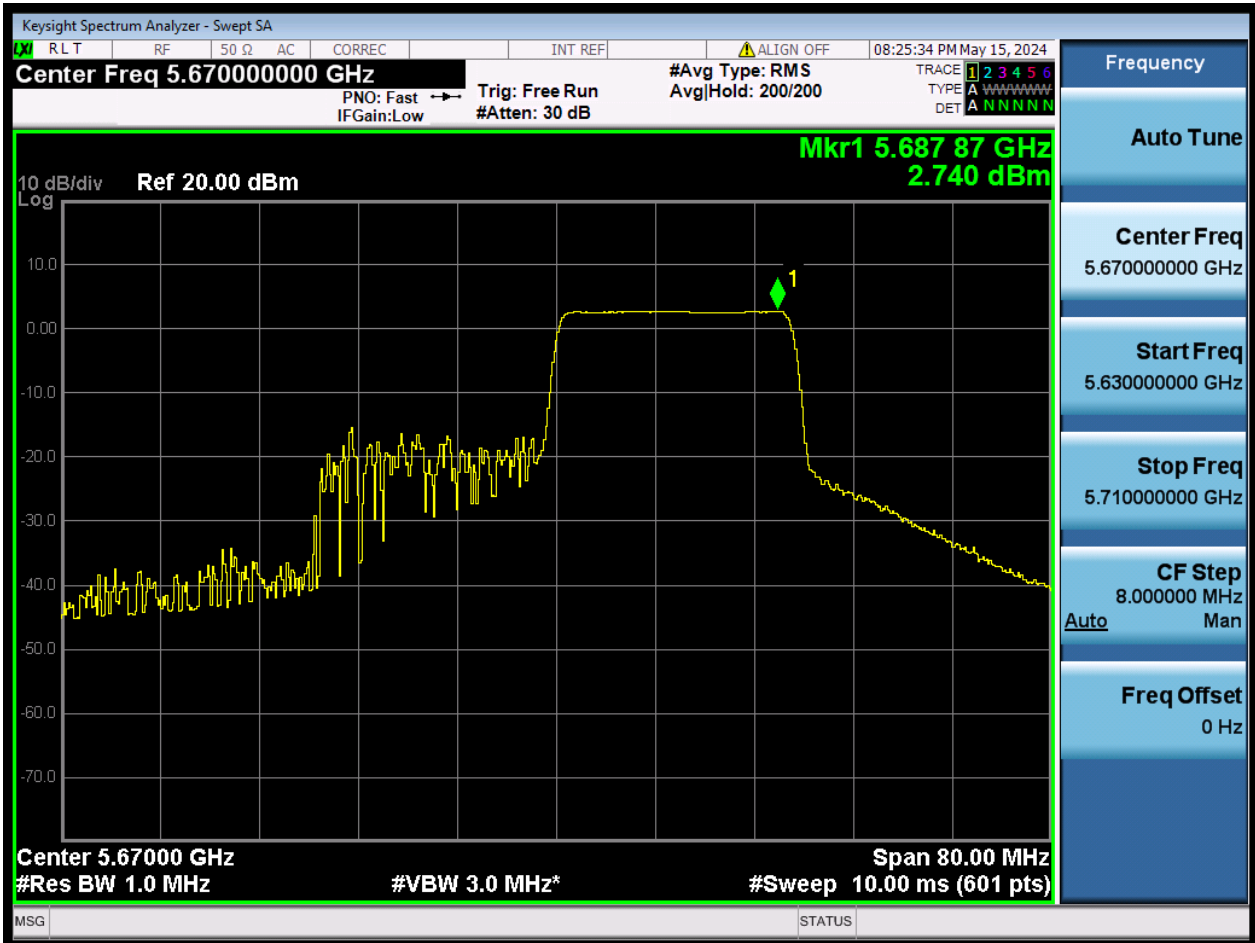 Keysight Spectrum Analyzer - Swept SA
LXI RLT RF 50 Ω AC CORREC INT REF ALIGN OFF 08:25:34 PM May 15, 2024
Center Freq 5.670000000 GHz
PNO: Fast
IFGain:Low
Trig: Free Run
#Atten: 30 dB
#Avg Type: RMS
Avg|Hold: 200/200
TRACE 1 2 3 4 5 6
TYPE A WWWWW
DET A N N N N N
Mkr1 5.687 87 GHz
2.740 dBm
10 dB/div Ref 20.00 dBm
Log
10.0
1
0.00
-10.0
-20.0
-30.0
-40.0
-50.0
-60.0
-70.0
Center 5.67000 GHz Span 80.00 MHz
#Res BW 1.0 MHz #VBW 3.0 MHz* #Sweep 10.00 ms (601 pts)
MSG STATUS
Frequency
Auto Tune
Center Freq
5.670000000 GHz
Start Freq
5.630000000 GHz
Stop Freq
5.710000000 GHz
CF Step
8.000000 MHz
Auto Man
Freq Offset
0 Hz